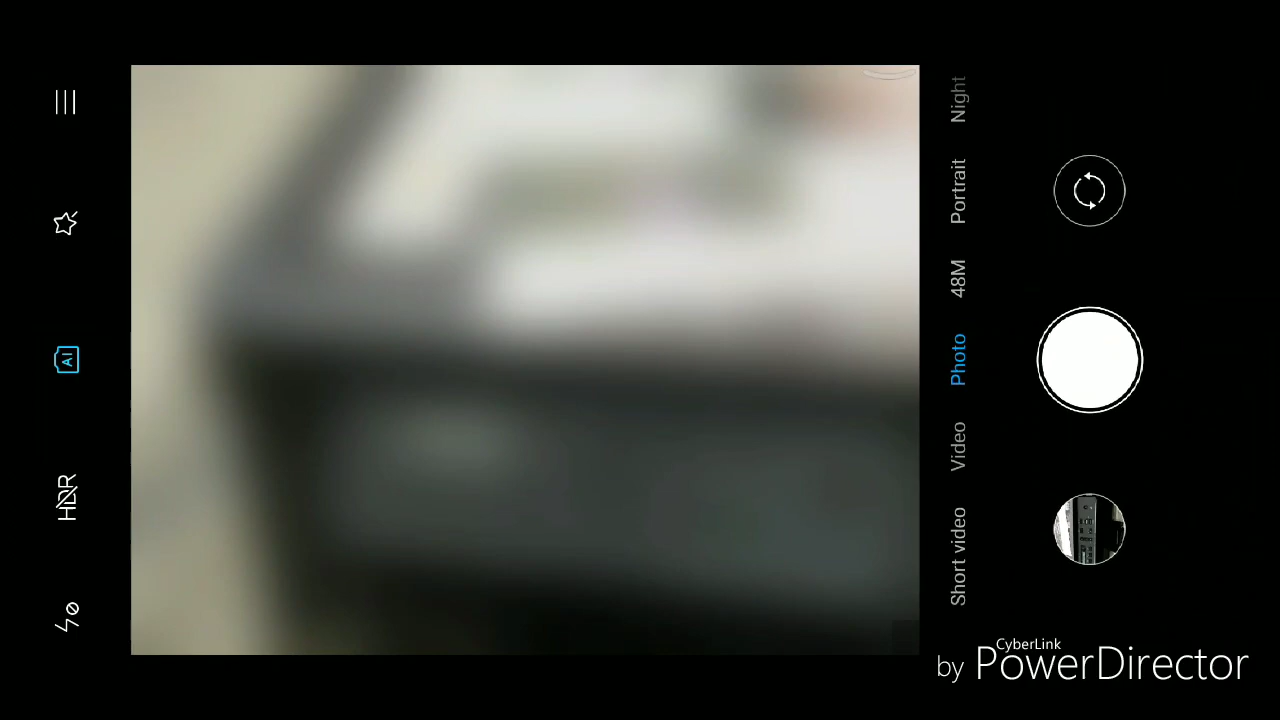 AI
HDR
Night
Portrait
48M
Photo
Video
Short video
by CyberLink PowerDirector